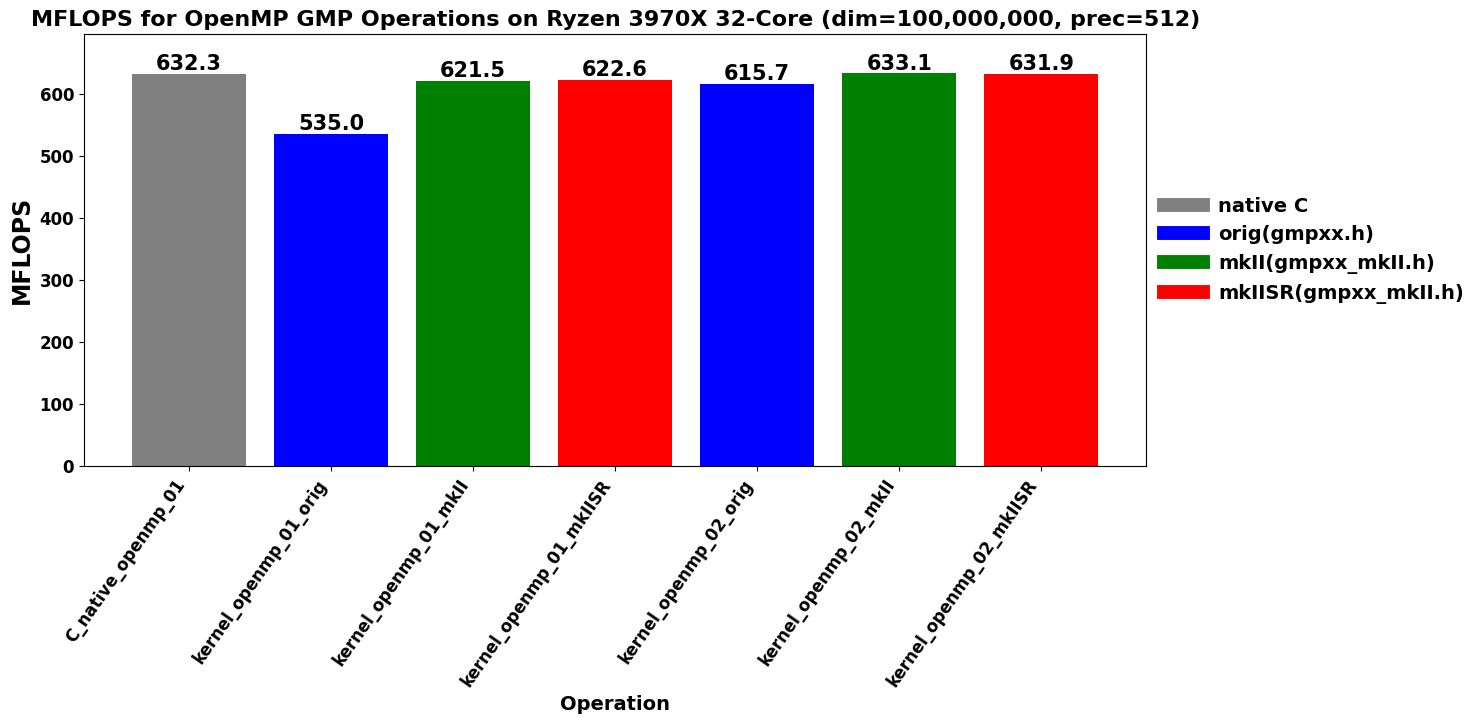 MFLOPS for OpenMP GMP Operations on Ryzen 3970X 32-Core (dim=100,000,000, prec=512)
MFLOPS
600
500
400
300
200
100
0
632.3
535.0
621.5
622.6
615.7
633.1
631.9
C_native_openmp_01
kernel_openmp_01_orig
kernel_openmp_01_mkII
kernel_openmp_01_mkIISR
kernel_openmp_02_orig
kernel_openmp_02_mkII
kernel_openmp_02_mkIISR
Operation
native C
orig(gmpxx.h)
mkII(gmpxx_mkII.h)
mkIISR(gmpxx_mkII.h)